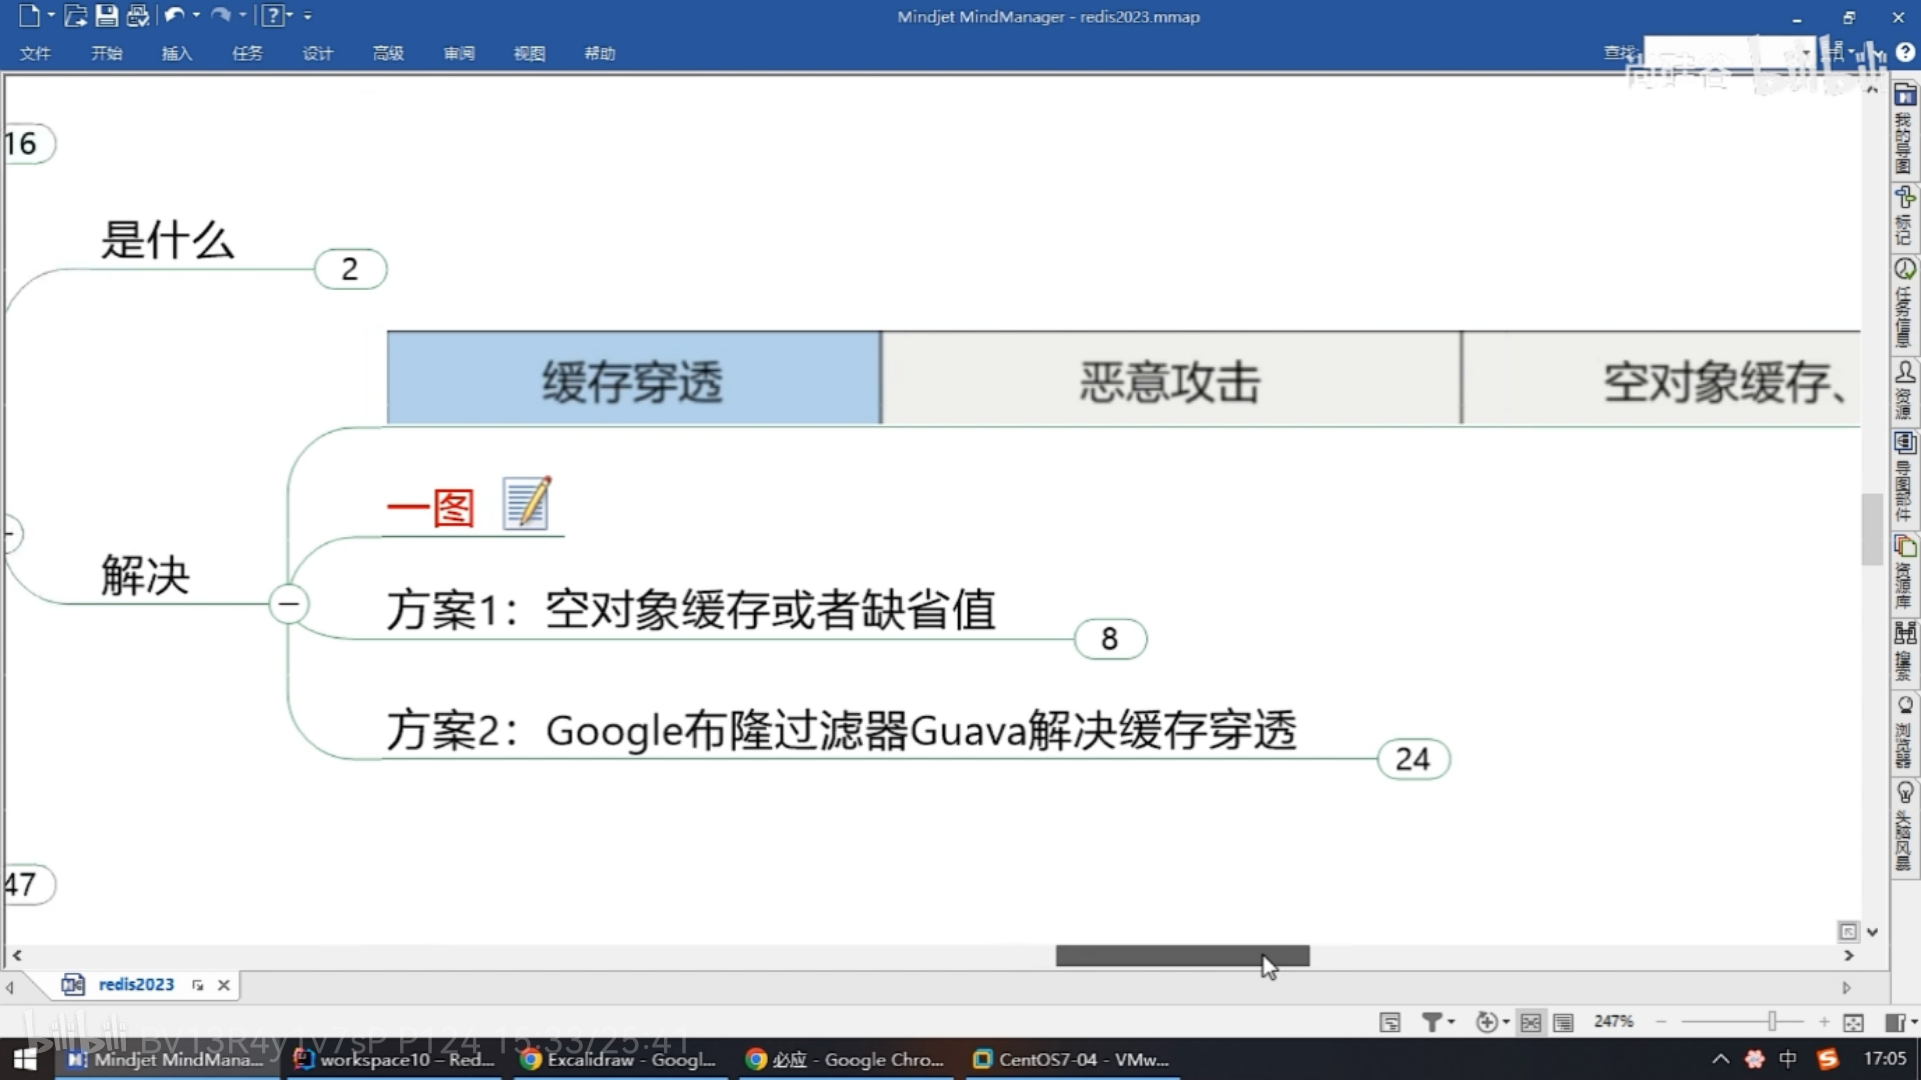 Mindjet MindManager - redis2023.mmap
文件 开始 插入 任务 设计 高级 审阅 视图 帮助
查找:
尚硅谷 bilibili
16
是什么
2
缓存穿透 恶意攻击 空对象缓存、
一图
解决
方案1：空对象缓存或者缺省值
8
方案2：Google布隆过滤器Guava解决缓存穿透
24
47
我的导图
标记
任务信息
资源
导图部件
资源库
搜索
浏览器
头脑风暴
redis2023
247%
bilibili P124 15:33/25:41
Mindjet MindMana...
workspace10 – Red...
Excalidraw - Googl...
必应 - Google Chro...
CentOS7-04 - VMw...
中
17:05